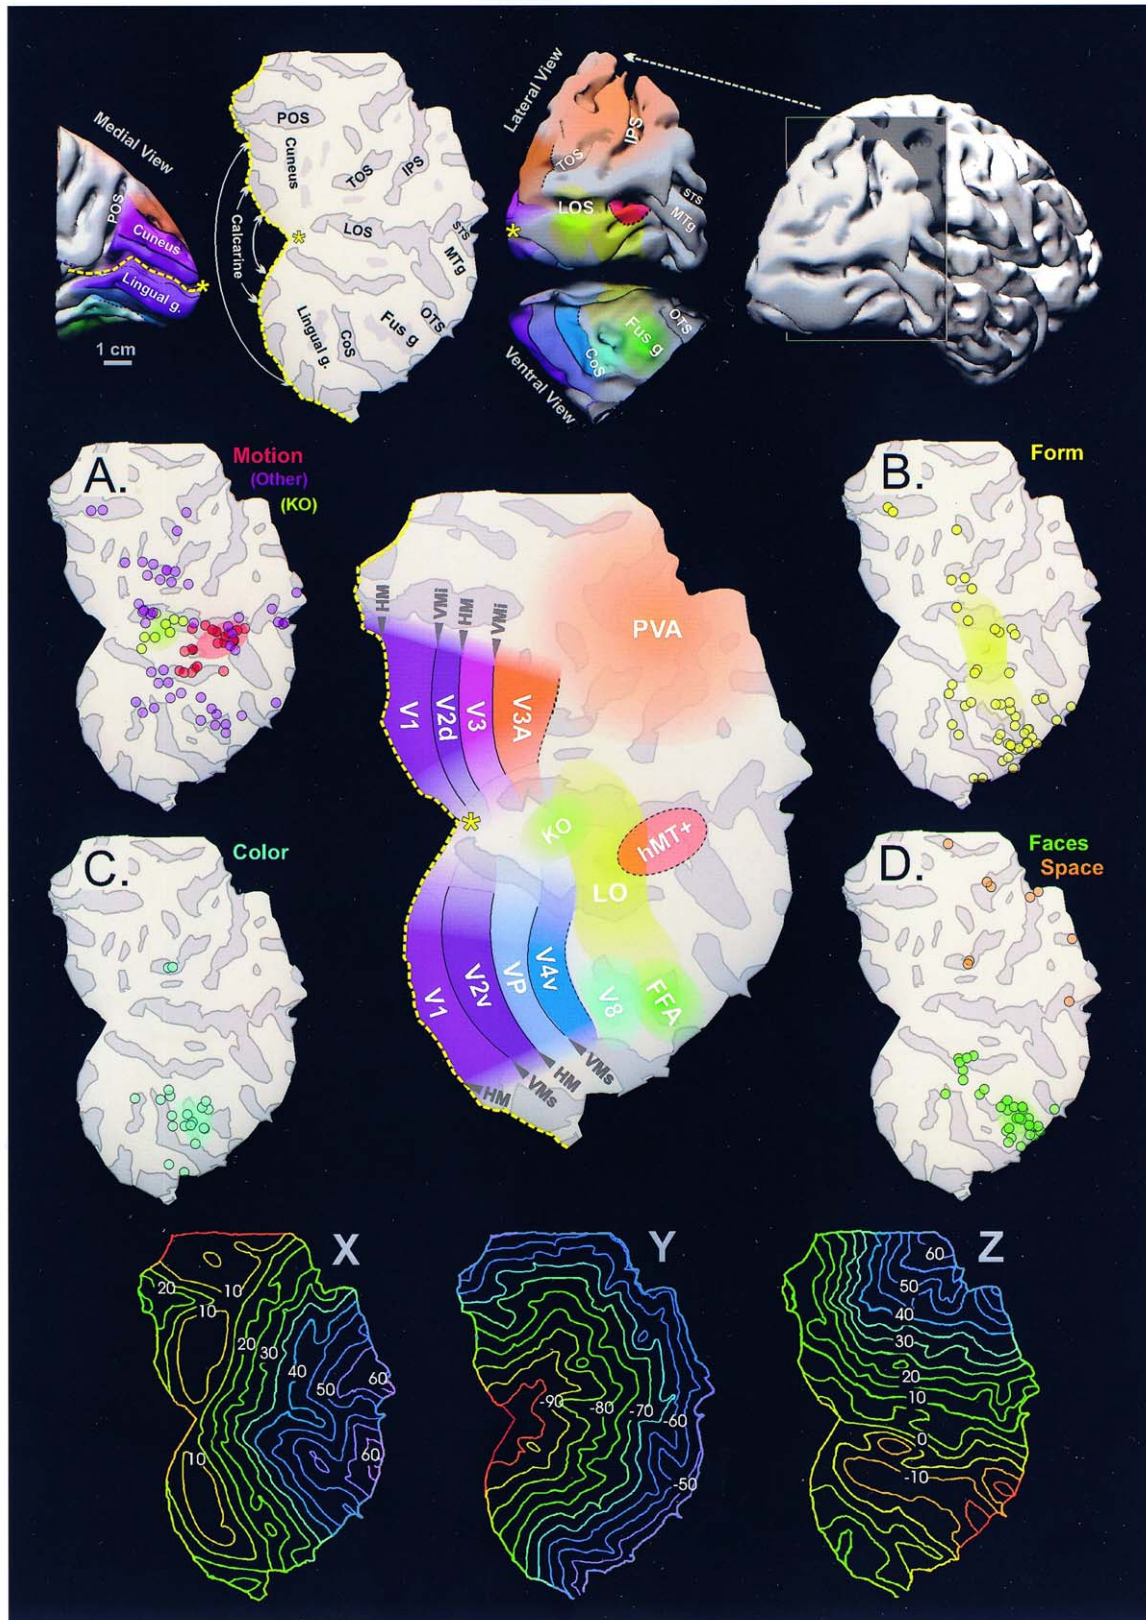 Medial View
POS
Cuneus
Lingual g.
*
1 cm
POS
Cuneus
TOS
IPS
Calcarine
*
LOS
STS
MTg
Lingual g.
CoS
Fus g
OTS
Lateral View
IPS
TOS
LOS
STS
MTg
*
Fus g
OTS
CoS
Ventral View
A.
Motion
(Other)
(KO)
B.
Form
HM
VMi
HM
VMi
PVA
V1
V2d
V3
V3A
*
KO
hMT+
LO
V1
V2v
VP
V4v
V8
FFA
HM
VMs
HM
VMs
C.
Color
D.
Faces
Space
X
20
10
10
20
30
40
50
60
10
60
Y
-90
-80
-70
-60
-50
Z
60
50
40
30
20
10
0
-10